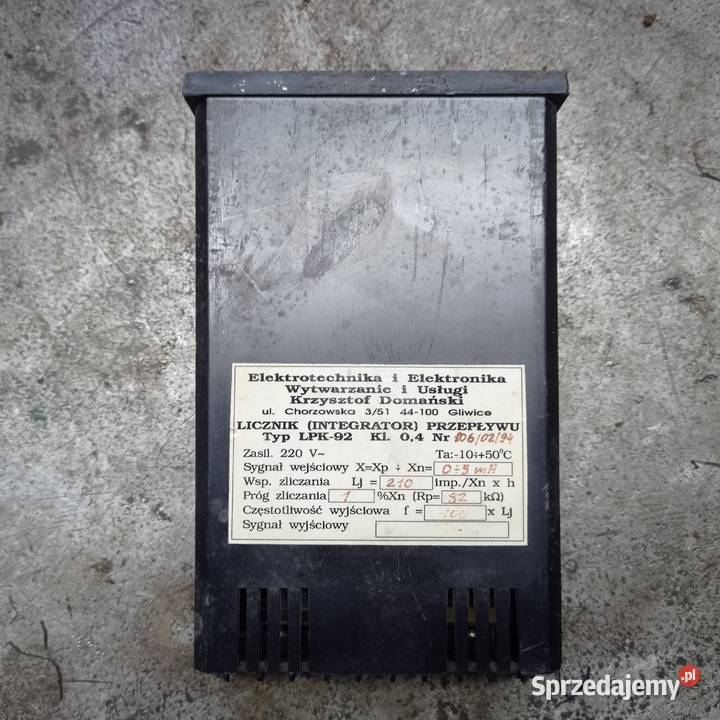 Elektrotechnika i Elektronika
Wytwarzanie i Usługi
Krzysztof Domański
ul. Chorzowska 3/51 44-100 Gliwice
LICZNIK (INTEGRATOR) PRZEPŁYWU
Typ LPK-92 Kl. 0,4 Nr 106/02/94
Zasil. 220 V~ Ta:-10÷+50°C
Sygnał wejściowy X=Xp ÷ Xn= 0÷5 mA
Wsp. zliczania Lj = 210 imp./Xn x h
Próg zliczania 1 %Xn (Rp= 82 kΩ)
Częstotliwość wyjściowa f = x Lj
Sygnał wyjściowy
Sprzedajemy.pl